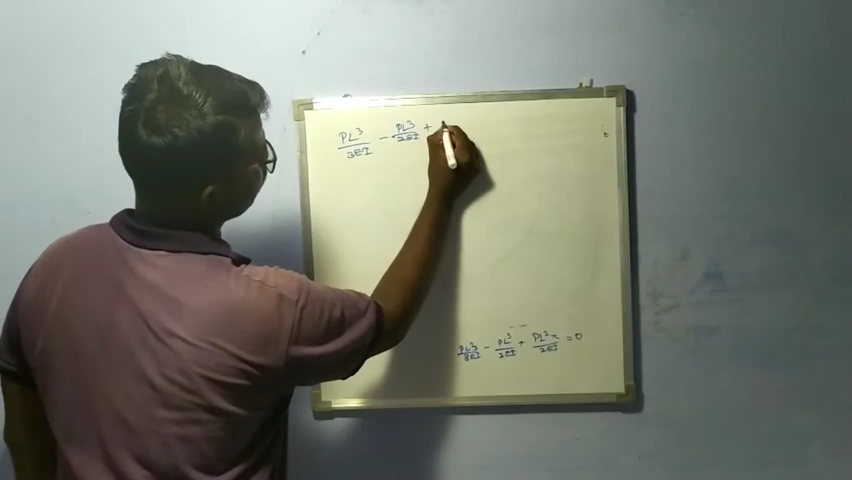 PL³/3EI - PL³/2EI +
PL³/3EI - PL³/2EI + PL²x/2EI = 0